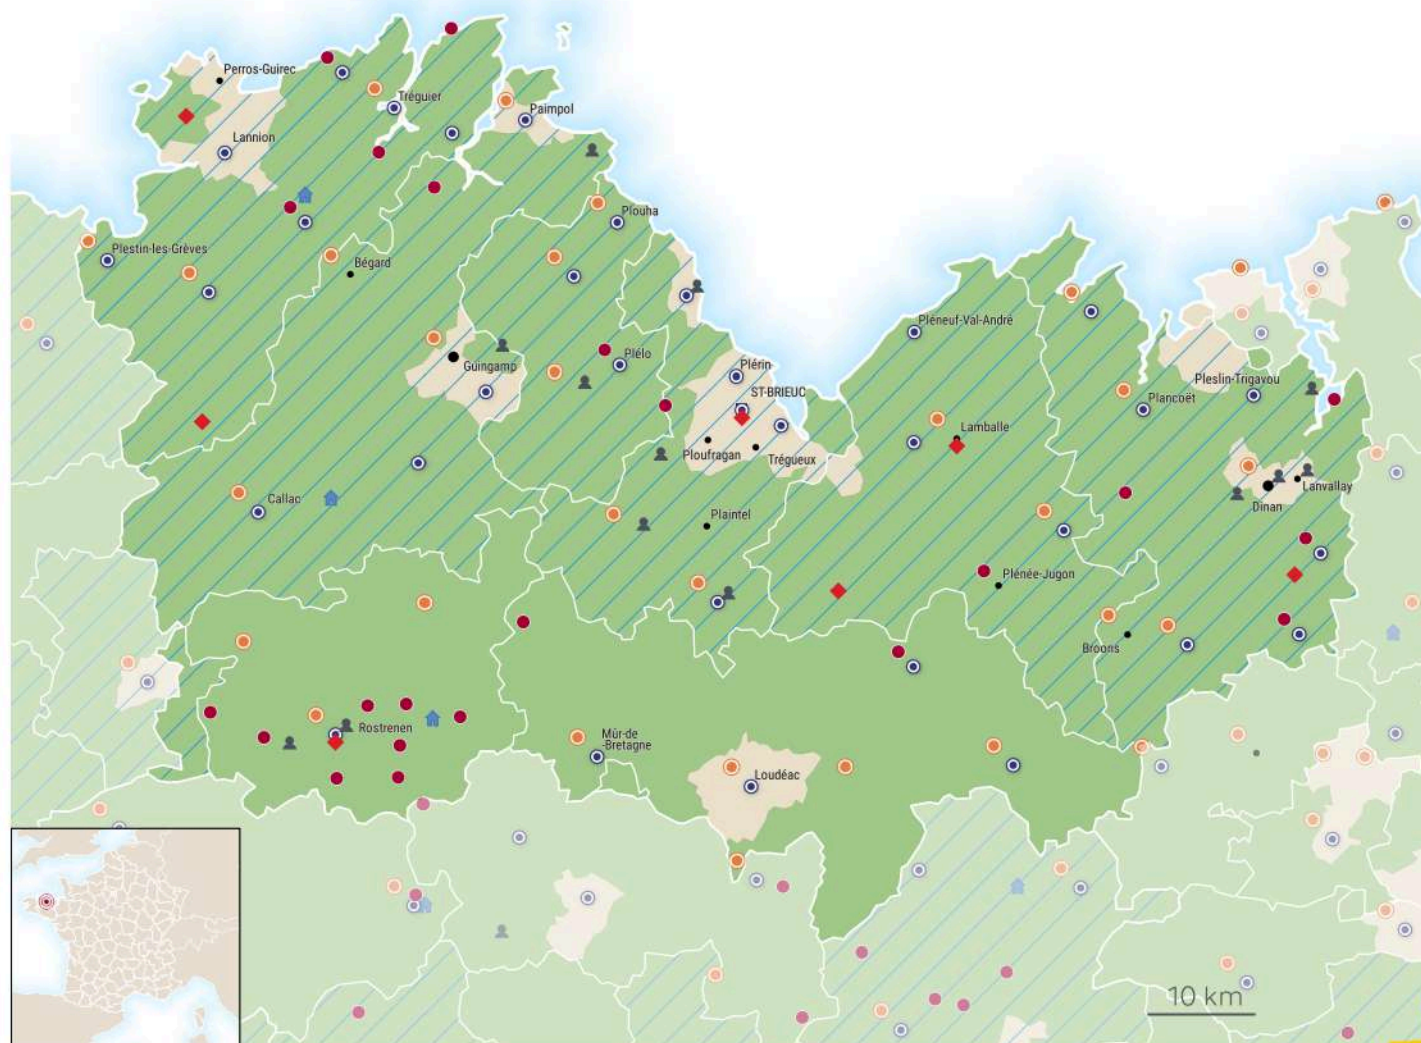 Perros-Guirec
Tréguier
Paimpol
Lannion
Plouha
Plestin-les-Grèves
Bégard
Pléneuf-Val-André
Plélo
Plérin
Guingamp
Pleslin-Trigavou
ST-BRIEUC
Plancoët
Lamballe
Ploufragan
Trégueux
Lanvallay
Callac
Dinan
Plaintel
Plénée-Jugon
Broons
Rostrenen
Mûr-de
-Bretagne
Loudéac
10 km